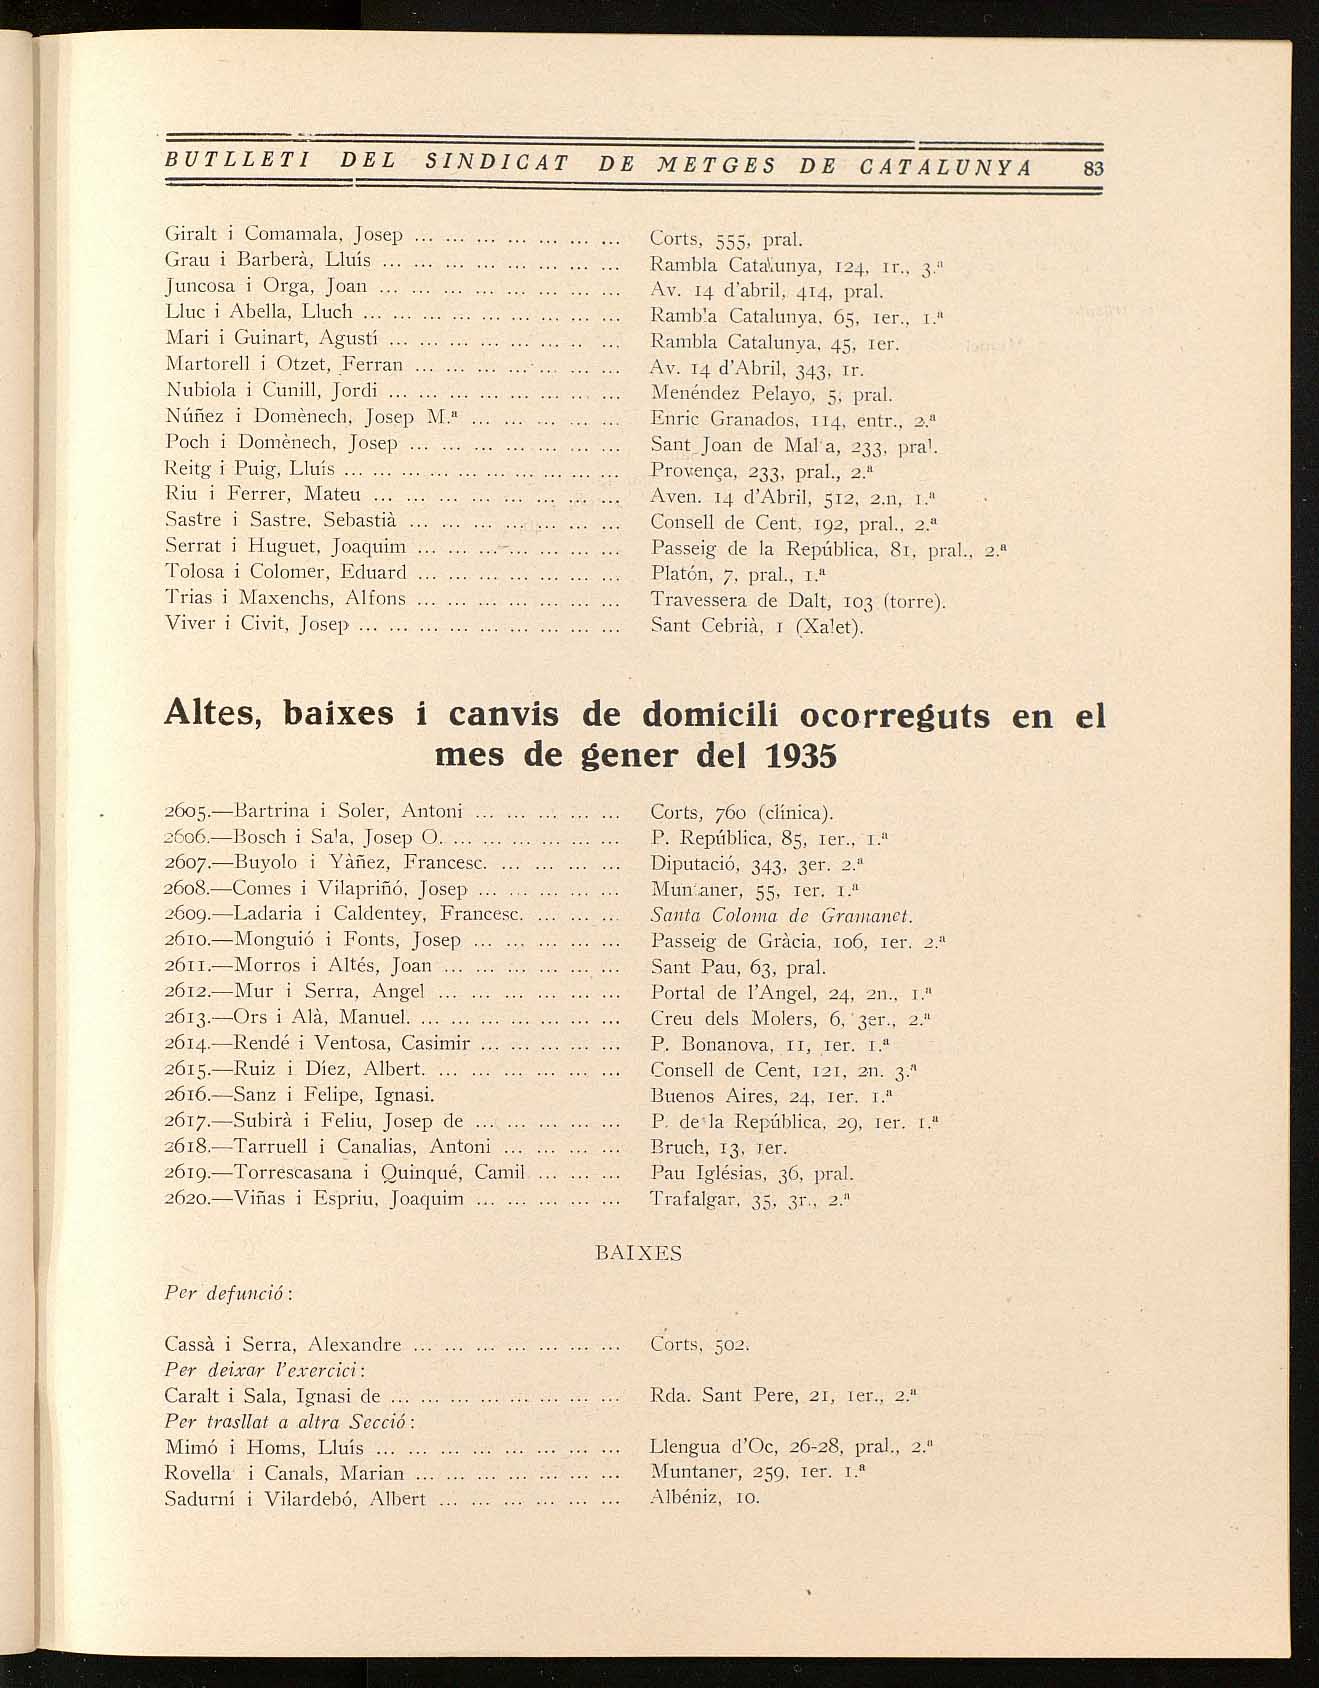 BUTLLETI DEL SINDICAT DE METGES DE CATALUNYA 83
Giralt i Comamala, Josep ... ... ... ... ... ... ... Corts, 555, pral.
Grau i Barberà, Lluís ... ... ... ... ... ... ... ... Rambla Catalunya, 124, 1r., 3.ª
Juncosa i Orga, Joan ... ... ... ... ... ... ... ... Av. 14 d'abril, 414, pral.
Lluc i Abella, Lluch ... ... ... ... ... ... ... ... ... Rambla Catalunya, 65, 1er., 1.ª
Mari i Guinart, Agustí ... ... ... ... ... ... .. ... Rambla Catalunya, 45, 1er.
Martorell i Otzet, Ferran ... ... ... ... ... ... ... Av. 14 d'Abril, 343, 1r.
Nubiola i Cunill, Jordi ... ... ... ... ... ... ... ... Menéndez Pelayo, 5, pral.
Núñez i Domènech, Josep M.ª ... ... ... ... ... Enric Granados, 114, entr., 2.ª
Poch i Domènech, Josep ... ... ... ... ... ... ... Sant Joan de Mal a, 233, pral.
Reitg i Puig, Lluís ... ... ... ... ... ... ... ... ... ... Provença, 233, pral., 2.ª
Riu i Ferrer, Mateu ... ... ... ... ... ... ... ... Aven. 14 d'Abril, 512, 2.n, 1.ª
Sastre i Sastre, Sebastià ... ... ... ... ... ... ... Consell de Cent, 192, pral., 2.ª
Serrat i Huguet, Joaquim ... ... ... ... ... ... ... Passeig de la República, 81, pral., 2.ª
Tolosa i Colomer, Eduard ... ... ... ... ... ... ... Platón, 7, pral., 1.ª
Trias i Maxenchs, Alfons ... ... ... ... ... ... ... Travessera de Dalt, 103 (torre).
Viver i Civit, Josep ... ... ... ... ... ... ... ... ... Sant Cebrià, 1 (Xalet).
Altes, baixes i canvis de domicili ocorreguts en el
mes de gener del 1935
2605.—Bartrina i Soler, Antoni ... ... ... ... ... Corts, 760 (clínica).
2606.—Bosch i Sala, Josep O. ... ... ... ... ... ... P. República, 85, 1er., 1.ª
2607.—Buyolo i Yàñez, Francesc. ... ... ... ... Diputació, 343, 3er. 2.ª
2608.—Comes i Vilapriñó, Josep ... ... ... ... ... Muntaner, 55, 1er. 1.ª
2609.—Ladaria i Caldentey, Francesc. ... ... ... Santa Coloma de Gramanet.
2610.—Monguió i Fonts, Josep ... ... ... ... ... Passeig de Gràcia, 106, 1er. 2.ª
2611.—Morros i Altés, Joan ... ... ... ... ... ... Sant Pau, 63, pral.
2612.—Mur i Serra, Angel ... ... ... ... ... ... Portal de l'Angel, 24, 2n., 1.ª
2613.—Ors i Alà, Manuel. ... ... ... ... ... ... ... Creu dels Molers, 6, 3er., 2.ª
2614.—Rendé i Ventosa, Casimir ... ... ... ... ... P. Bonanova, 11, 1er. 1.ª
2615.—Ruiz i Díez, Albert. ... ... ... ... ... ... Consell de Cent, 121, 2n. 3.ª
2616.—Sanz i Felipe, Ignasi. Buenos Aires, 24, 1er. 1.ª
2617.—Subirà i Feliu, Josep de ... ... ... ... ... P. de la República, 29, 1er. 1.ª
2618.—Tarruell i Canalias, Antoni ... ... ... ... Bruch, 13, 1er.
2619.—Torrescasana i Quinqué, Camil ... ... ... Pau Iglésias, 36, pral.
2620.—Viñas i Espriu, Joaquim ... ... ... ... ... Trafalgar, 35, 3r., 2.ª
BAIXES
Per defunció:
Cassà i Serra, Alexandre ... ... ... ... ... ... ... Corts, 502.
Per deixar l'exercici:
Caralt i Sala, Ignasi de ... ... ... ... ... ... ... ... Rda. Sant Pere, 21, 1er., 2.ª
Per trasllat a altra Secció:
Mimó i Homs, Lluís ... ... ... ... ... ... ... ... Llengua d'Oc, 26-28, pral., 2.ª
Rovella i Canals, Marian ... ... ... ... ... ... ... Muntaner, 259, 1er. 1.ª
Sadurní i Vilardebó, Albert ... ... ... ... ... ... Albéniz, 10.